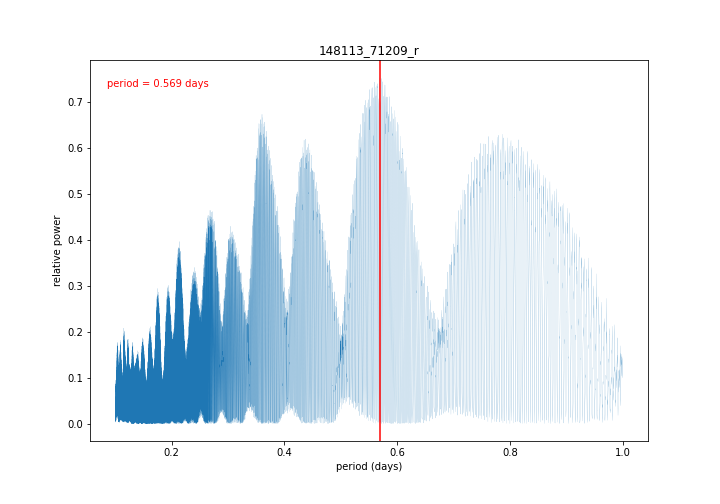 148113_71209_r
period = 0.569 days
relative power
0.7
0.6
0.5
0.4
0.3
0.2
0.1
0.0
0.2 0.4 0.6 0.8 1.0
period (days)